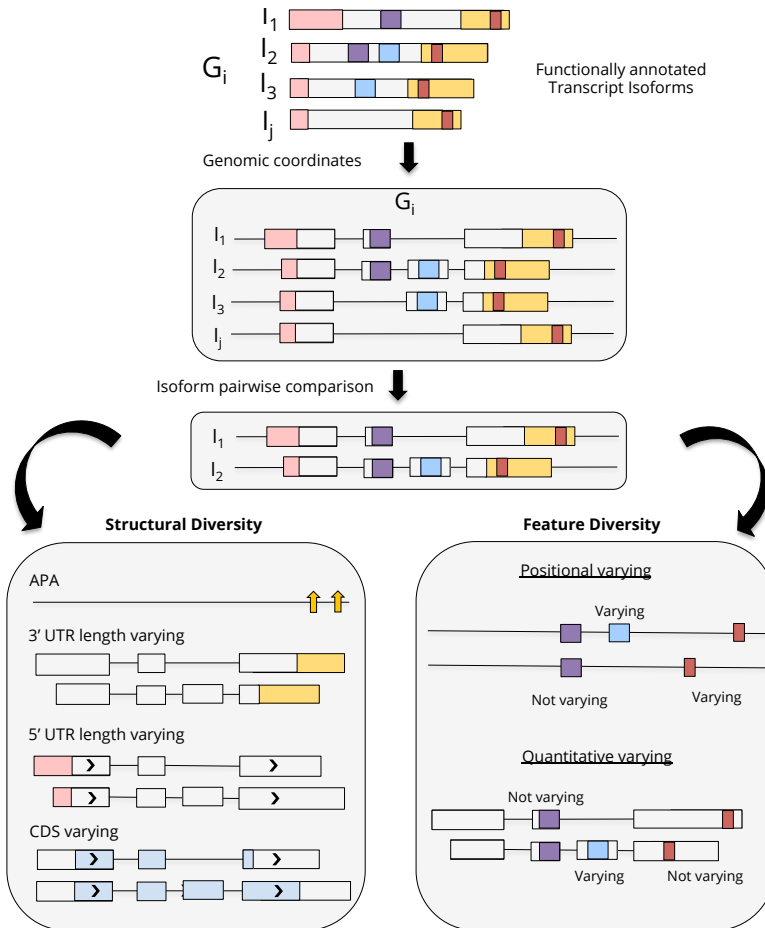 I1
I2
Gi
I3
Ij
Functionally annotated
Transcript Isoforms
Genomic coordinates
Gi
I1
I2
I3
Ij
Isoform pairwise comparison
I1
I2
Structural Diversity
Feature Diversity
APA
3' UTR length varying
5' UTR length varying
CDS varying
Positional varying
Varying
Not varying
Varying
Quantitative varying
Not varying
Varying
Not varying